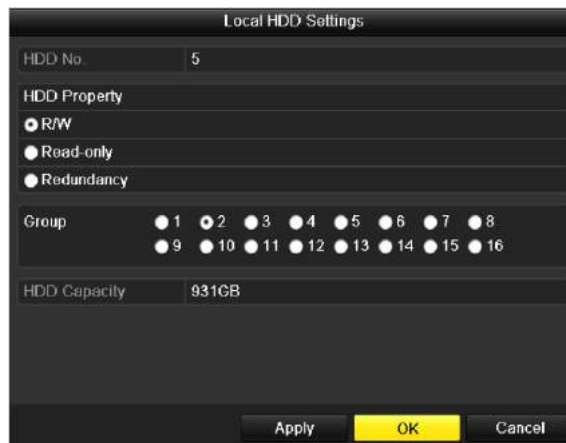 Local HDD Settings
HDD No. 5
HDD Property
R/W
Read-only
Redundancy
Group 1 2 3 4 5 6 7 8
9 10 11 12 13 14 15 16
HDD Capacity 931GB
Apply OK Cancel